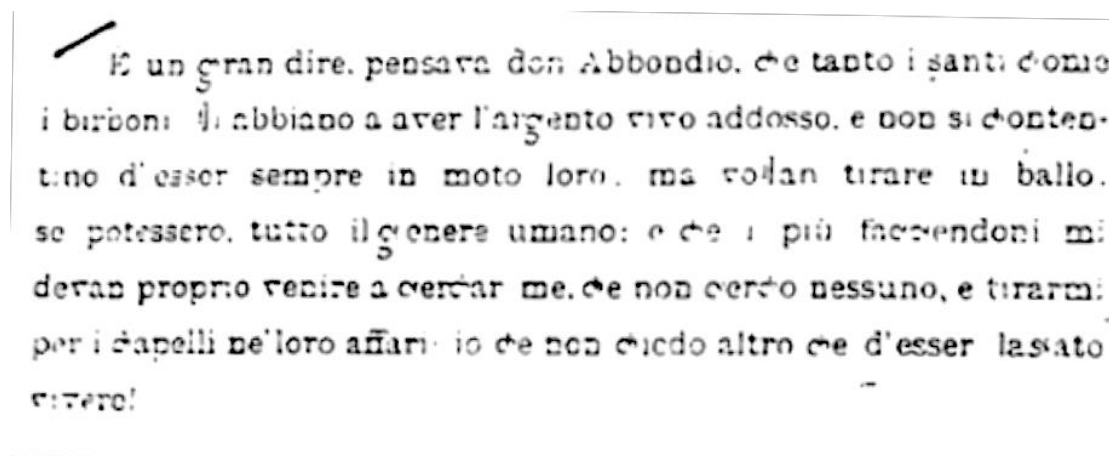 È un gran dire, pensava don Abbondio, che tanto i santi come
i birboni gli abbiano a aver l'argento vivo addosso, e non si conten-
tino d'esser sempre in moto loro, ma voglian tirare in ballo,
se potessero, tutto il genere umano; e che i più faccendoni mi
devan proprio venire a cercar me, che non cerco nessuno, e tirarmi
per i capelli ne' loro affari: io che non chiedo altro che d'esser lasciato
vivere!